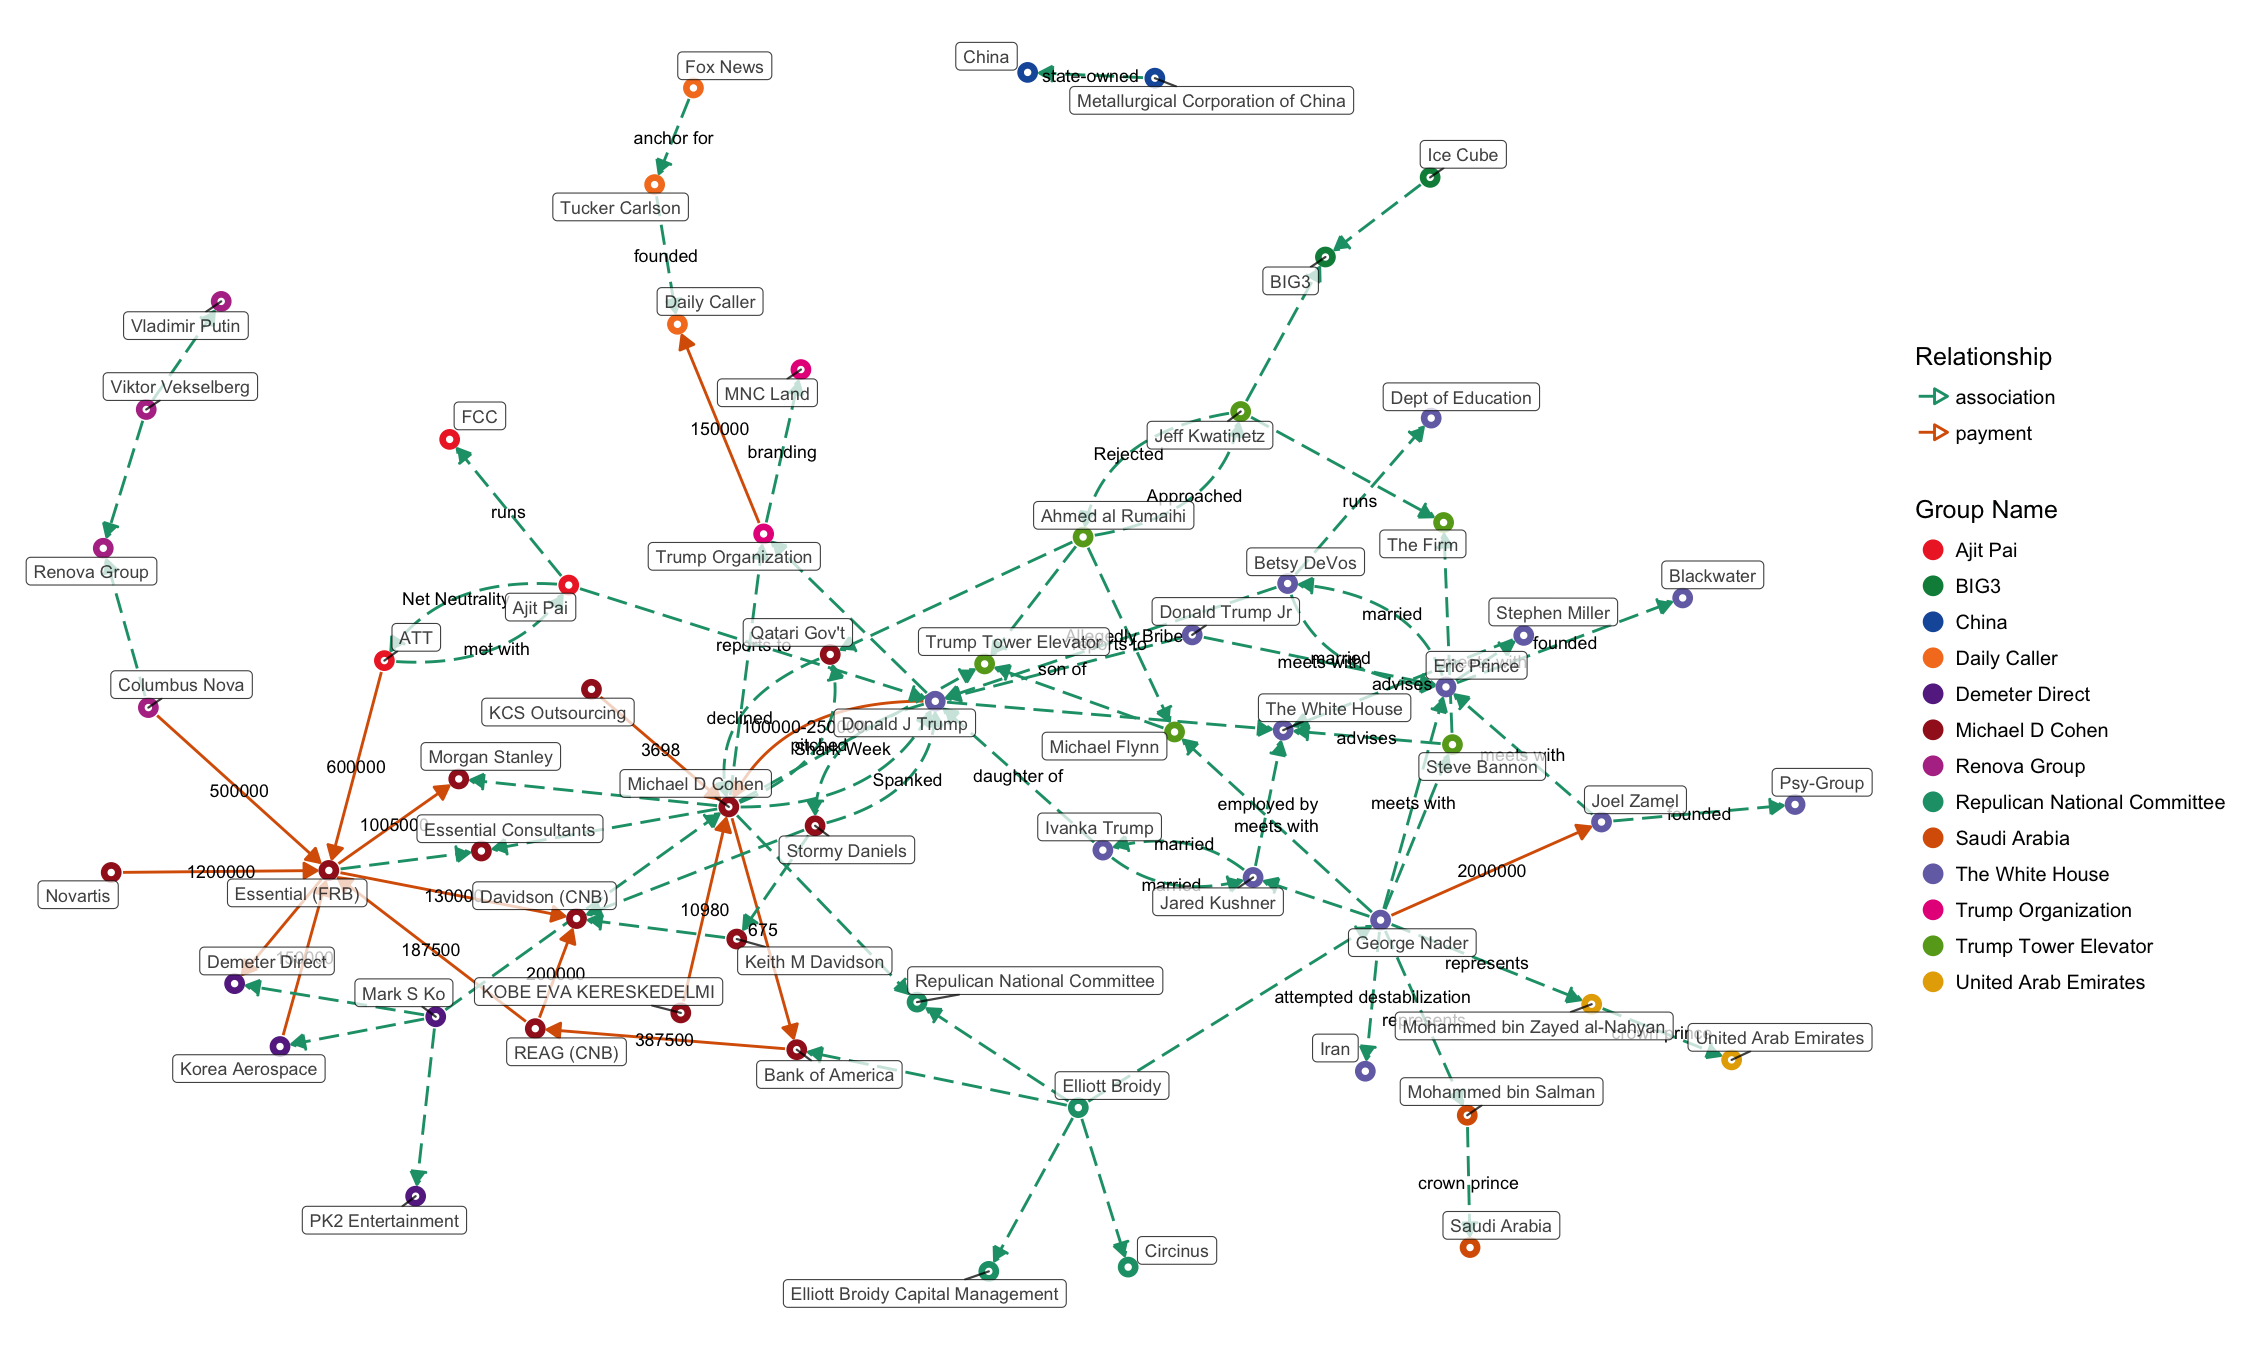 Fox News
China
state-owned
Metallurgical Corporation of China
anchor for
Ice Cube
Tucker Carlson
founded
BIG3
Daily Caller
Vladimir Putin
Viktor Vekselberg
MNC Land
Dept of Education
FCC
150000
branding
Jeff Kwatinetz
Rejected
Approached
runs
runs
Ahmed al Rumaihi
The Firm
Trump Organization
Renova Group
Betsy DeVos
Blackwater
Net Neutrality
Ajit Pai
married
Donald Trump Jr
Stephen Miller
ATT
met with
Qatari Gov't
reports to
Trump Tower Elevator
Allegedly Bribe
son of
meets with
married
founded
Eric Prince
advises
Columbus Nova
KCS Outsourcing
declined
100000-250
Donald J Trump
The White House
advises
Michael Flynn
3698
Shark Week
Morgan Stanley
600000
500000
Michael D Cohen
Spanked
daughter of
meets with
Steve Bannon
Psy-Group
Joel Zamel
founded
meets with
employed by
meets with
Essential Consultants
1005000
Ivanka Trump
married
Stormy Daniels
1200000
Essential (FRB)
Novartis
13000
Davidson (CNB)
married
Jared Kushner
2000000
10980
675
187500
George Nader
represents
Demeter Direct
150000
Keith M Davidson
200000
KOBE EVA KERESKEDELMI
Mark S Ko
Repulican National Committee
attempted destabilization
Mohammed bin Zayed al-Nahyan
crown prince
United Arab Emirates
Korea Aerospace
REAG (CNB)
387500
Bank of America
Iran
Elliott Broidy
Mohammed bin Salman
crown prince
PK2 Entertainment
Saudi Arabia
Circinus
Elliott Broidy Capital Management
Relationship
association
payment
Group Name
Ajit Pai
BIG3
China
Daily Caller
Demeter Direct
Michael D Cohen
Renova Group
Repulican National Committee
Saudi Arabia
The White House
Trump Organization
Trump Tower Elevator
United Arab Emirates